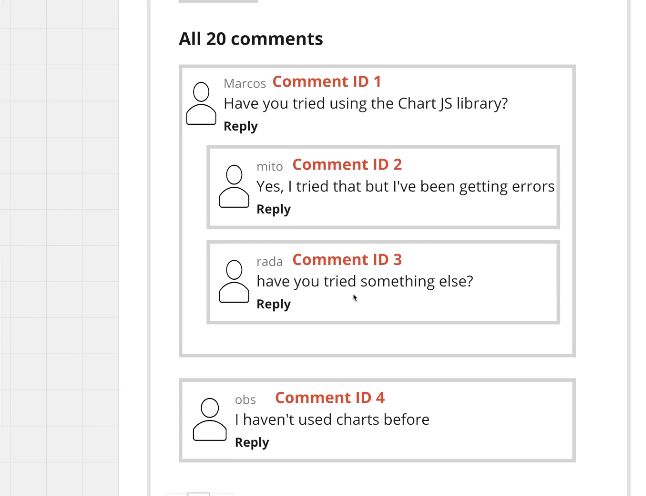 All 20 comments
Marcos Comment ID 1
Have you tried using the Chart JS library?
Reply
mito Comment ID 2
Yes, I tried that but I've been getting errors
Reply
rada Comment ID 3
have you tried something else?
Reply
obs Comment ID 4
I haven't used charts before
Reply